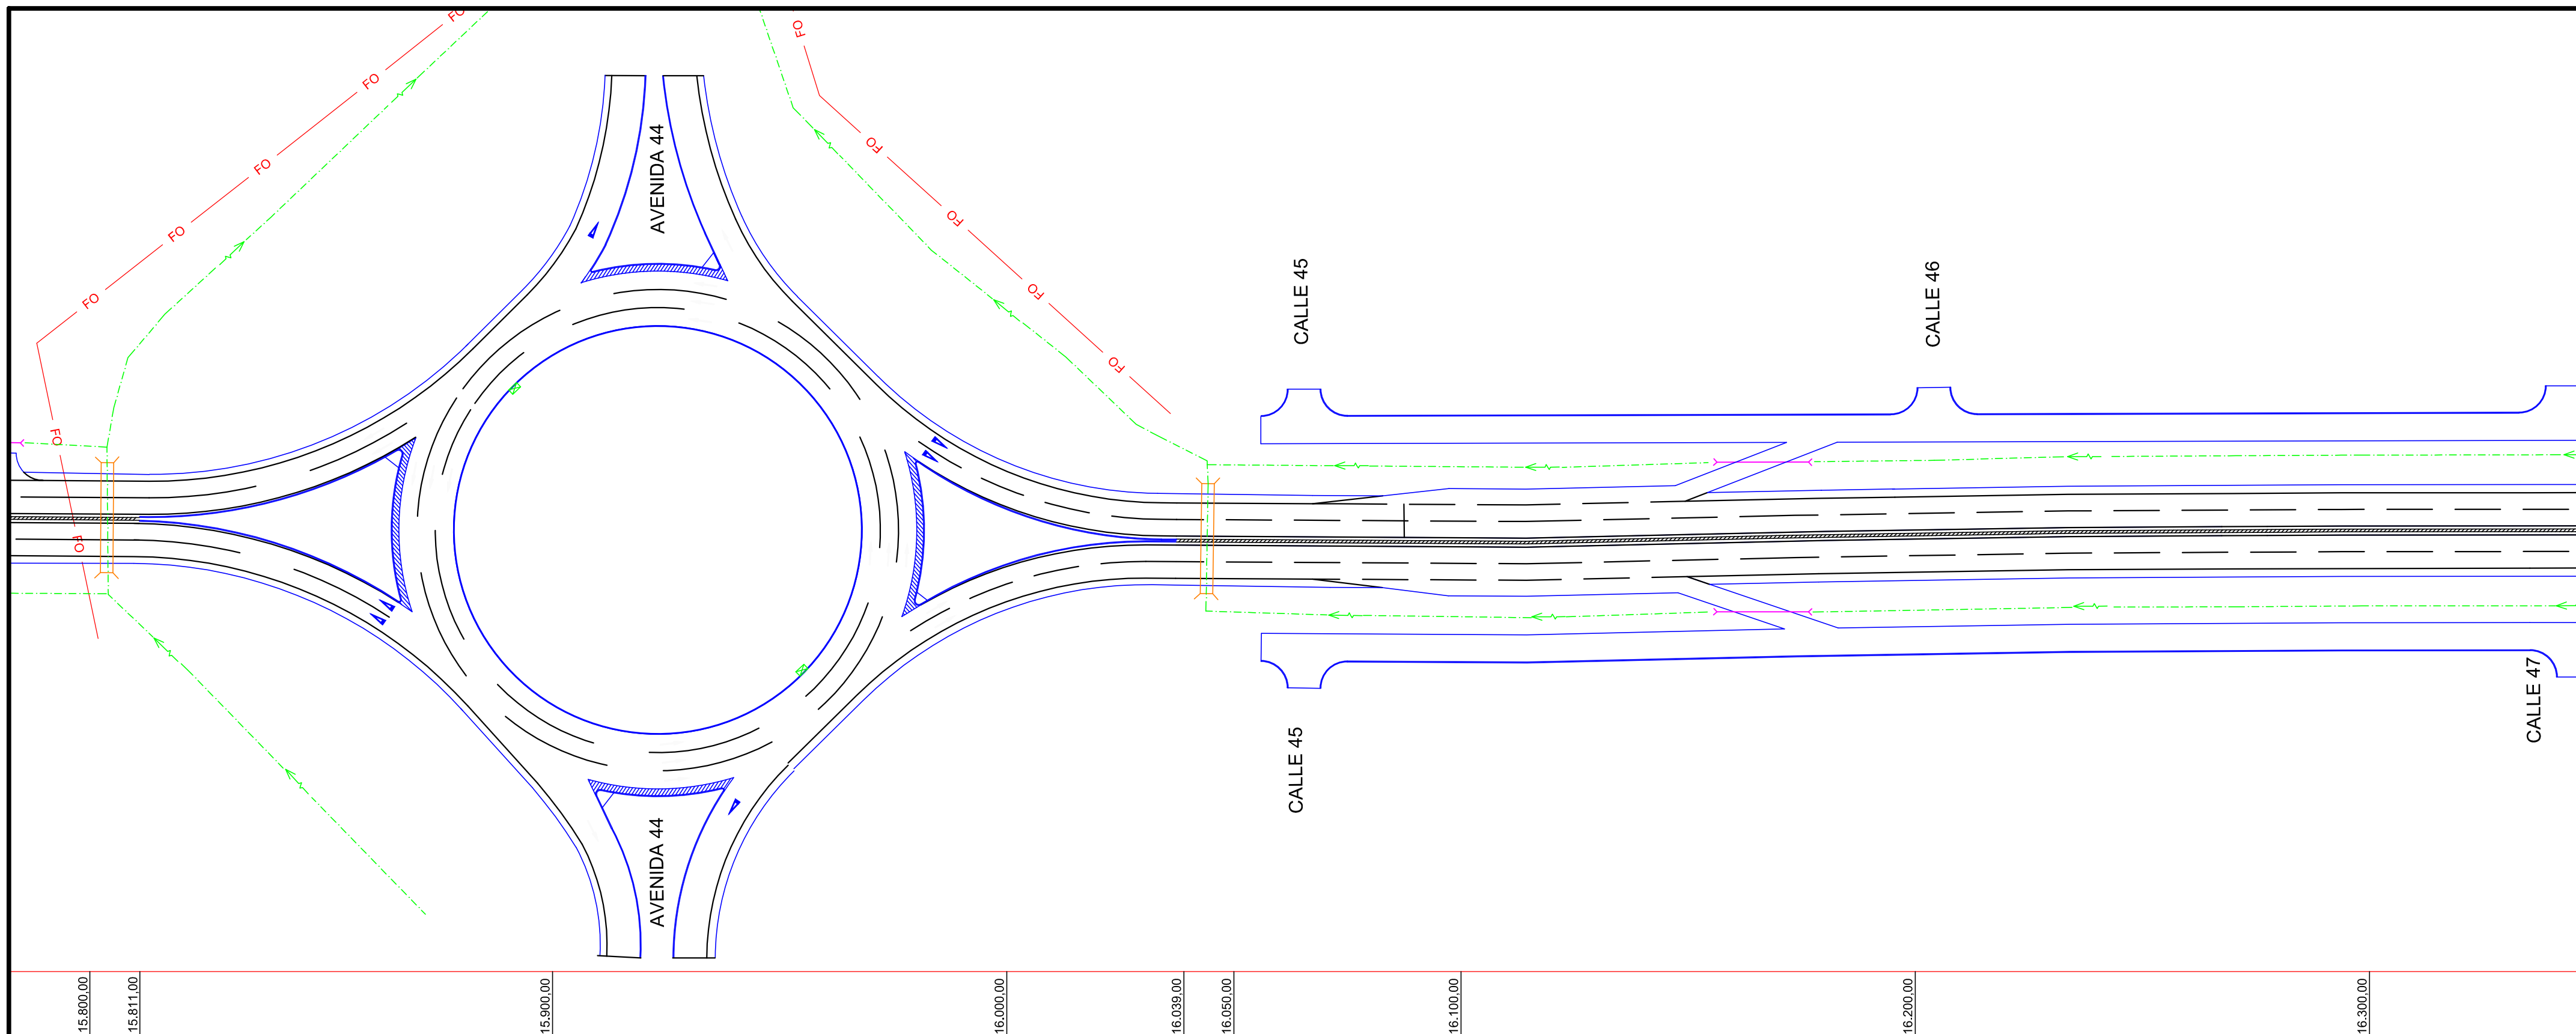 FO
FO
FO
FO
FO
FO
FO
FO
FO
FO
FO
FO
AVENIDA 44
AVENIDA 44
CALLE 45
CALLE 45
CALLE 46
CALLE 47
15.800,00
15.811,00
15.900,00
16.000,00
16.039,00
16.050,00
16.100,00
16.200,00
16.300,00